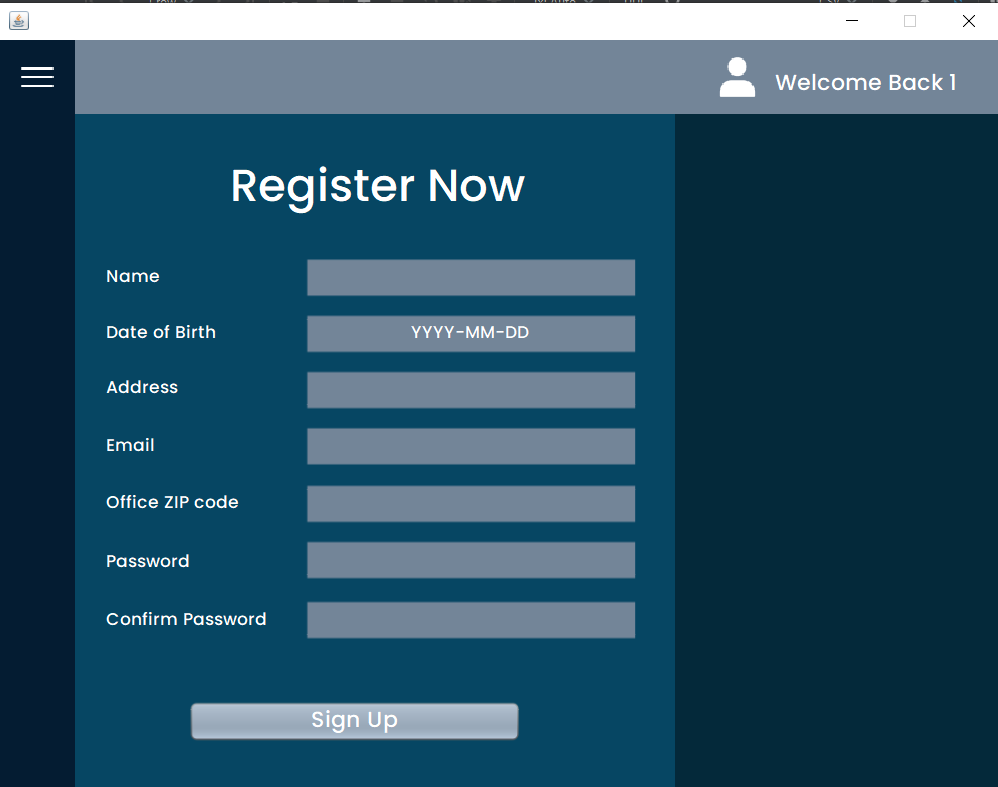 Welcome Back 1
Register Now
Name
Date of Birth
YYYY-MM-DD
Address
Email
Office ZIP code
Password
Confirm Password
Sign Up